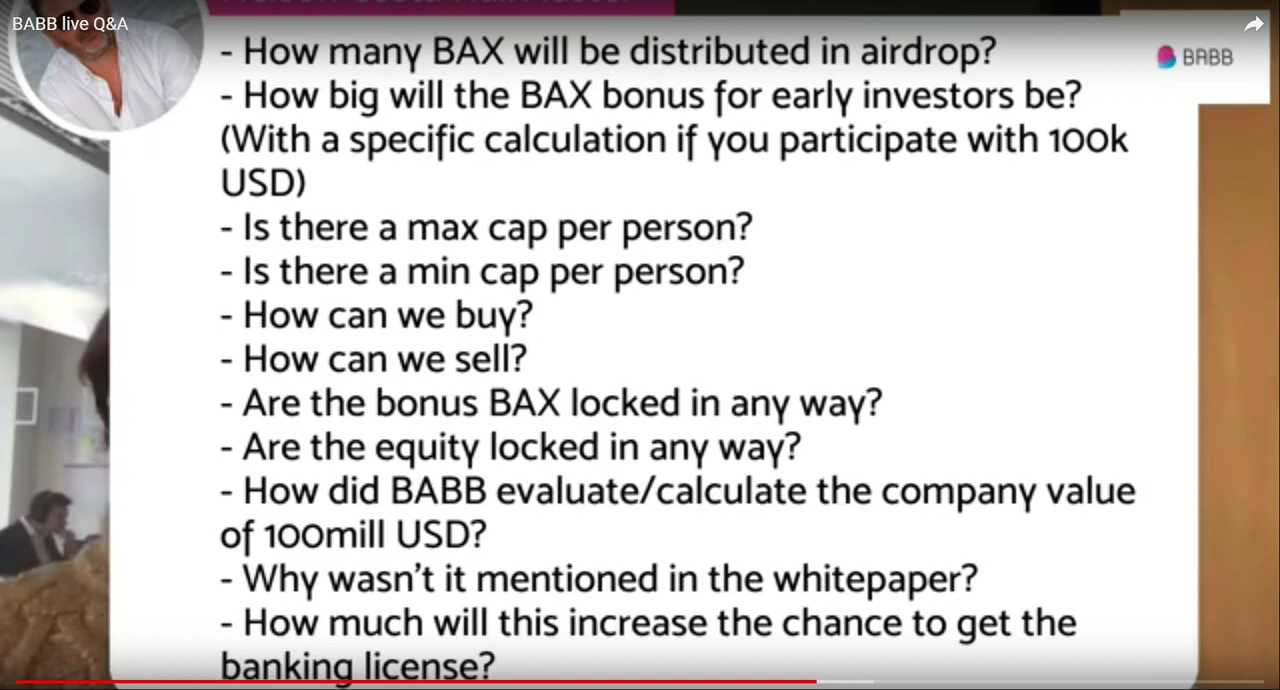 BABB live Q&A
- How many BAX will be distributed in airdrop?
BABB
- How big will the BAX bonus for early investors be?
(With a specific calculation if you participate with 100k
USD)
- Is there a max cap per person?
- Is there a min cap per person?
- How can we buy?
- How can we sell?
- Are the bonus BAX locked in any way?
- Are the equity locked in any way?
- How did BABB evaluate/calculate the company value
of 100mill USD?
- Why wasn't it mentioned in the whitepaper?
- How much will this increase the chance to get the
banking license?